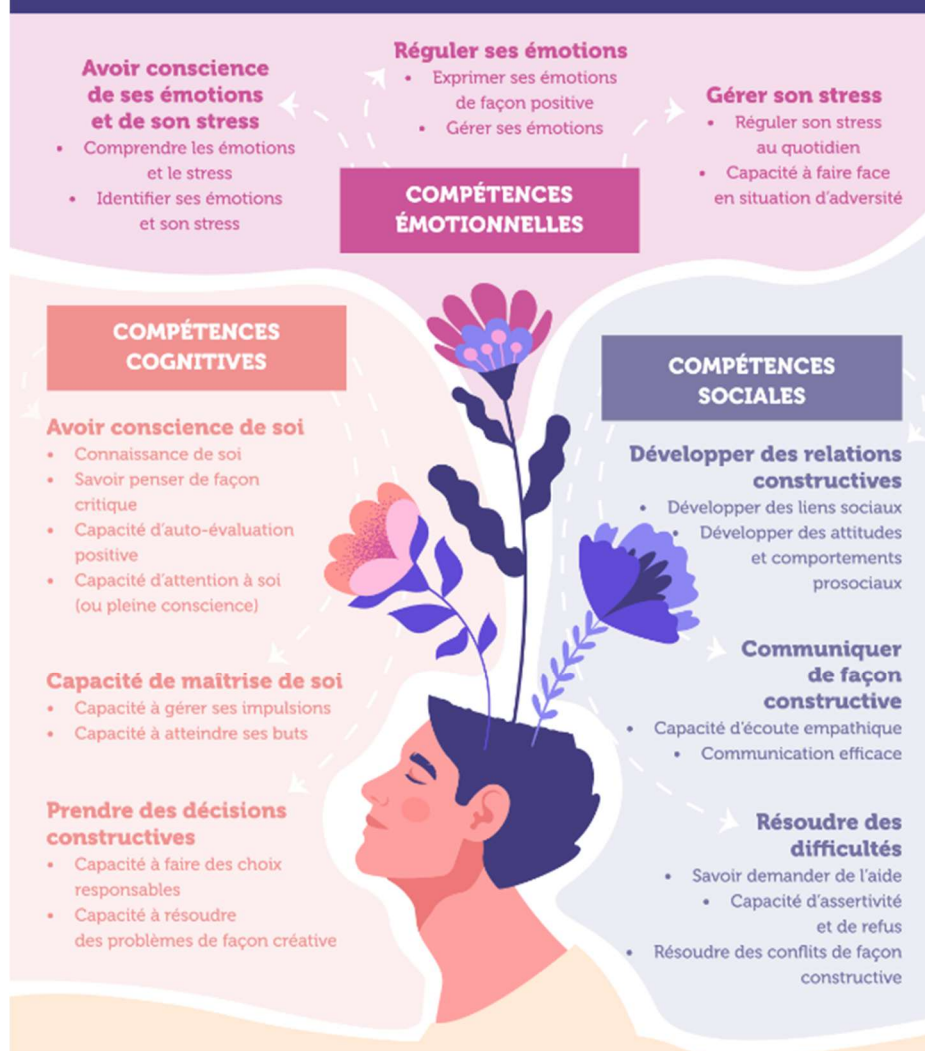 Avoir conscience
de ses émotions
et de son stress
• Comprendre les émotions
et le stress
• Identifier ses émotions
et son stress
Réguler ses émotions
• Exprimer ses émotions
de façon positive
• Gérer ses émotions
Gérer son stress
• Réguler son stress
au quotidien
• Capacité à faire face
en situation d'adversité
COMPÉTENCES
ÉMOTIONNELLES
COMPÉTENCES
COGNITIVES
Avoir conscience de soi
• Connaissance de soi
• Savoir penser de façon
critique
• Capacité d'auto-évaluation
positive
• Capacité d'attention à soi
(ou pleine conscience)
Capacité de maîtrise de soi
• Capacité à gérer ses impulsions
• Capacité à atteindre ses buts
Prendre des décisions
constructives
• Capacité à faire des choix
responsables
• Capacité à résoudre
des problèmes de façon créative
COMPÉTENCES
SOCIALES
Développer des relations
constructives
• Développer des liens sociaux
• Développer des attitudes
et comportements
prosociaux
Communiquer
de façon
constructive
• Capacité d'écoute empathique
• Communication efficace
Résoudre des
difficultés
• Savoir demander de l'aide
• Capacité d'assertivité
et de refus
• Résoudre des conflits de façon
constructive